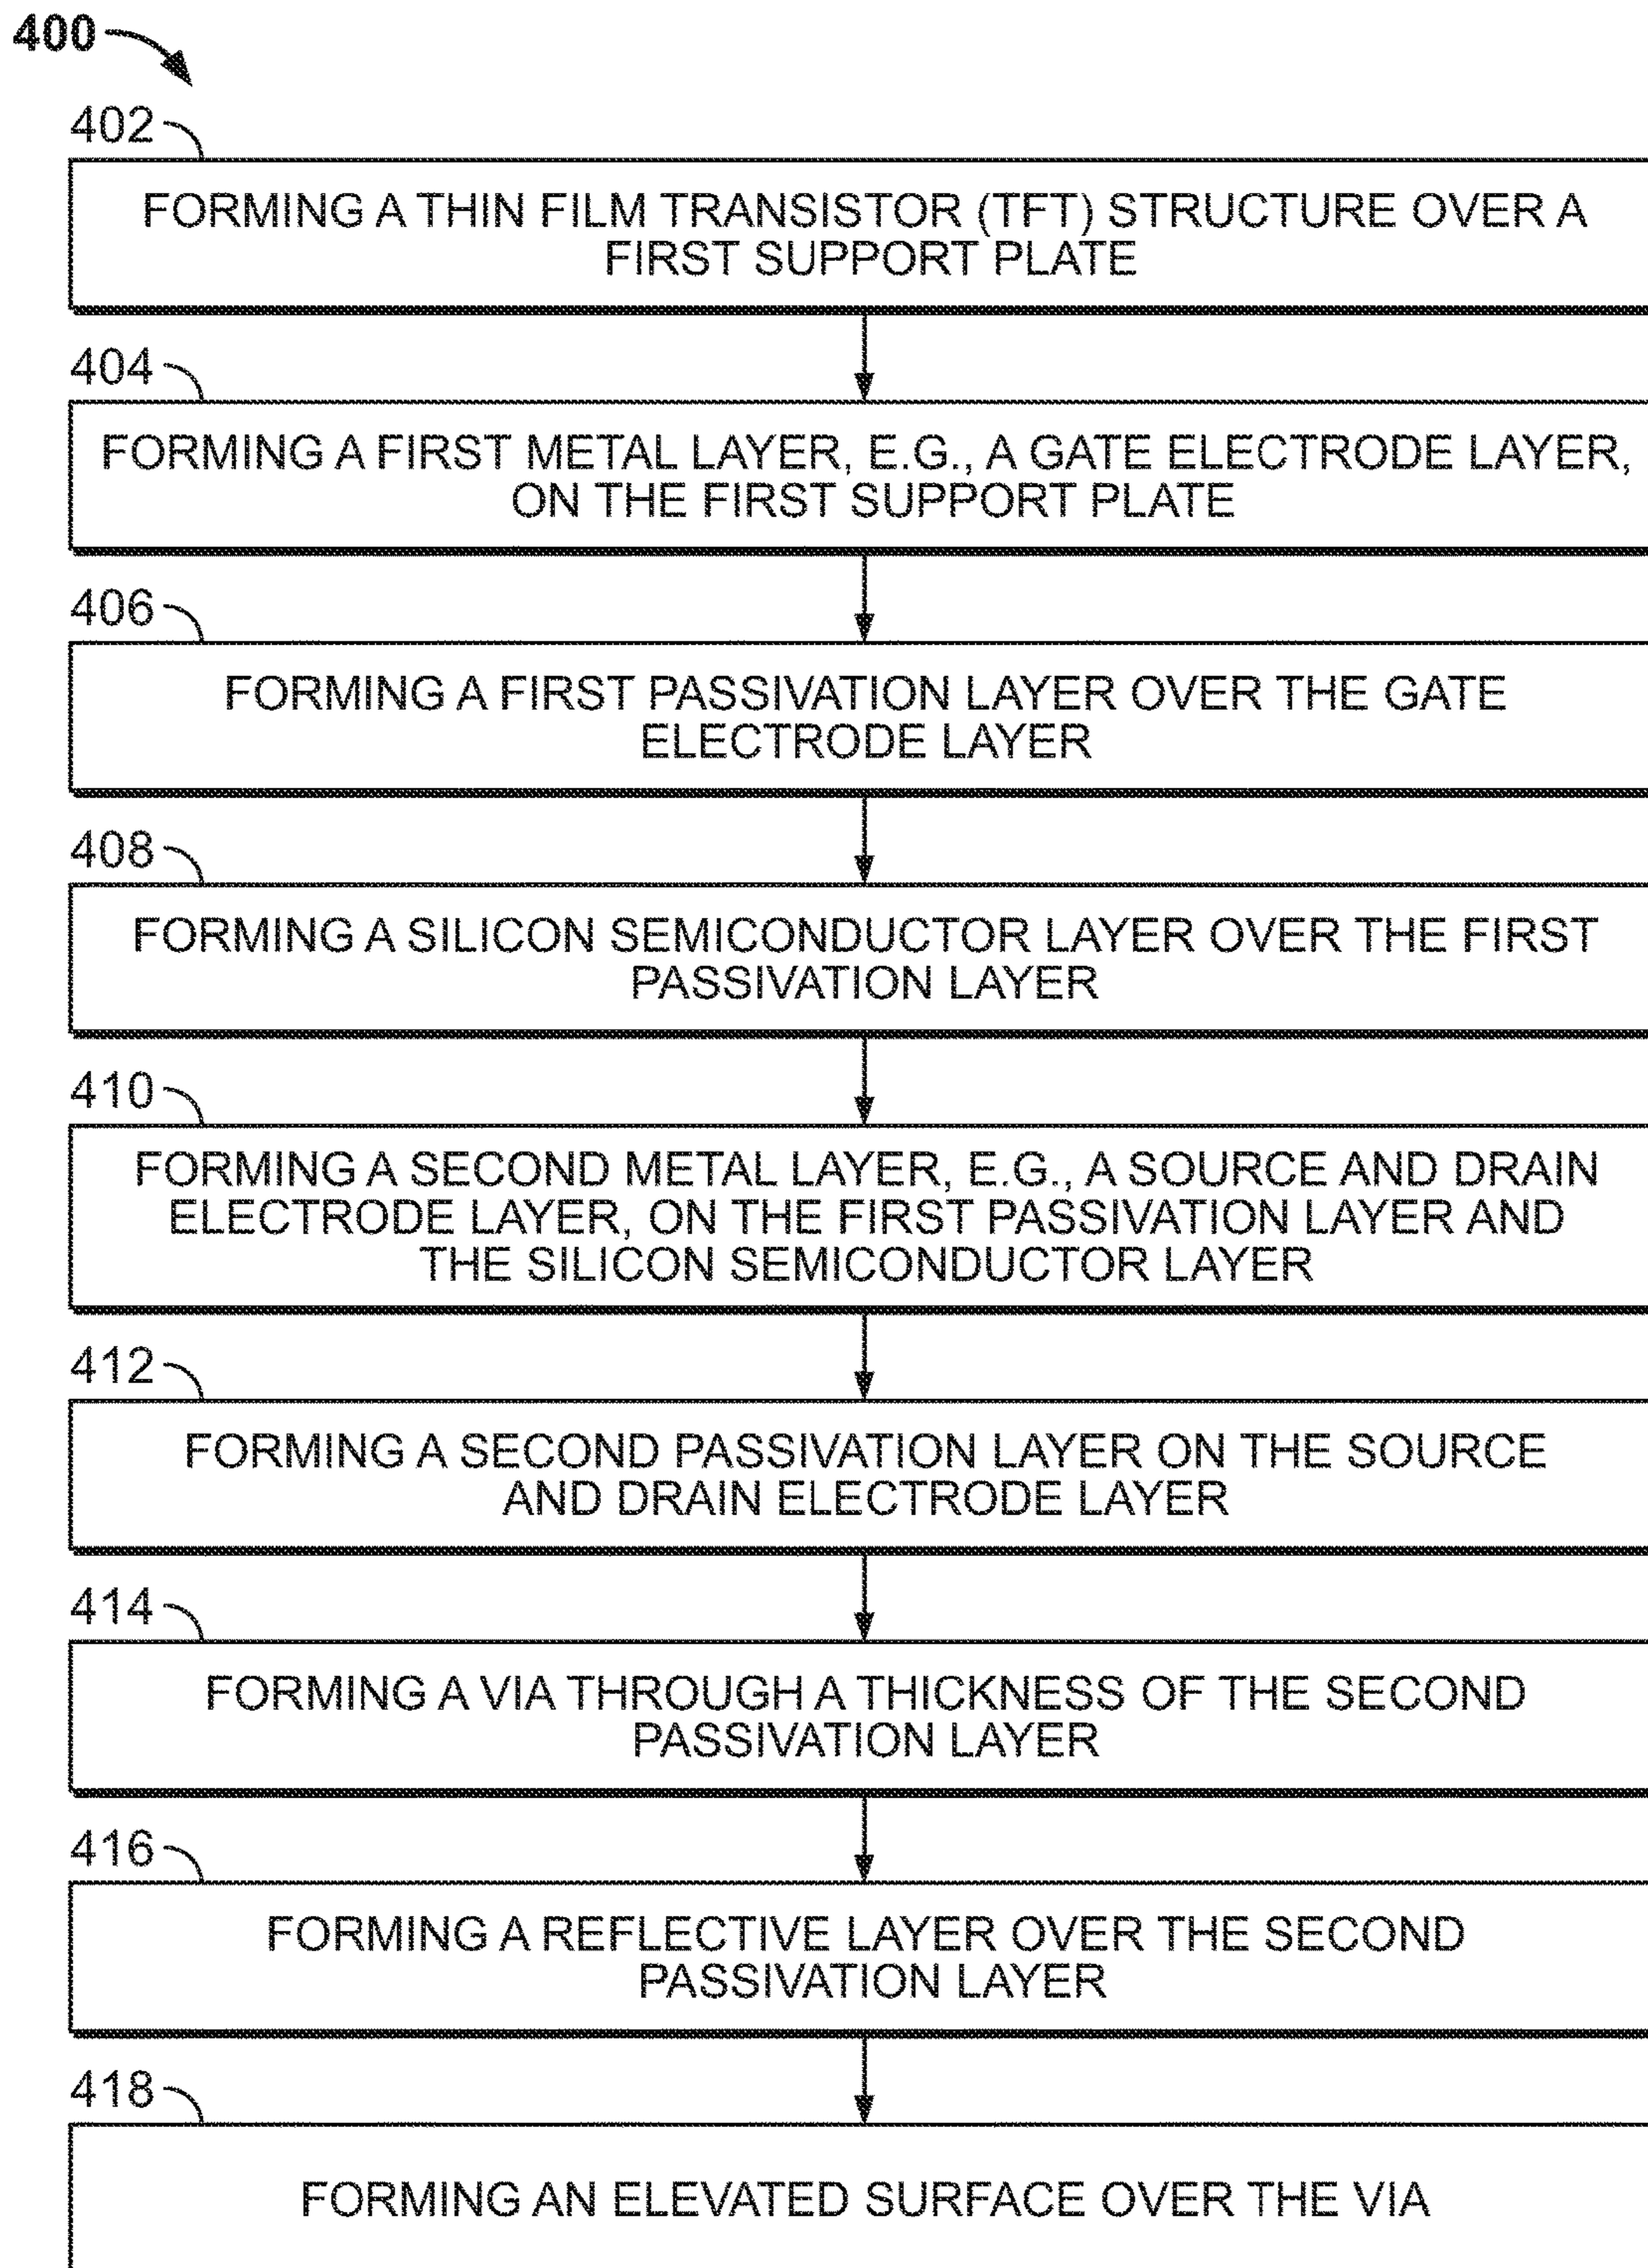 400
402
FORMING A THIN FILM TRANSISTOR (TFT) STRUCTURE OVER A
FIRST SUPPORT PLATE
404
FORMING A FIRST METAL LAYER, E.G., A GATE ELECTRODE LAYER,
ON THE FIRST SUPPORT PLATE
406
FORMING A FIRST PASSIVATION LAYER OVER THE GATE
ELECTRODE LAYER
408
FORMING A SILICON SEMICONDUCTOR LAYER OVER THE FIRST
PASSIVATION LAYER
410
FORMING A SECOND METAL LAYER, E.G., A SOURCE AND DRAIN
ELECTRODE LAYER, ON THE FIRST PASSIVATION LAYER AND
THE SILICON SEMICONDUCTOR LAYER
412
FORMING A SECOND PASSIVATION LAYER ON THE SOURCE
AND DRAIN ELECTRODE LAYER
414
FORMING A VIA THROUGH A THICKNESS OF THE SECOND
PASSIVATION LAYER
416
FORMING A REFLECTIVE LAYER OVER THE SECOND
PASSIVATION LAYER
418
FORMING AN ELEVATED SURFACE OVER THE VIA